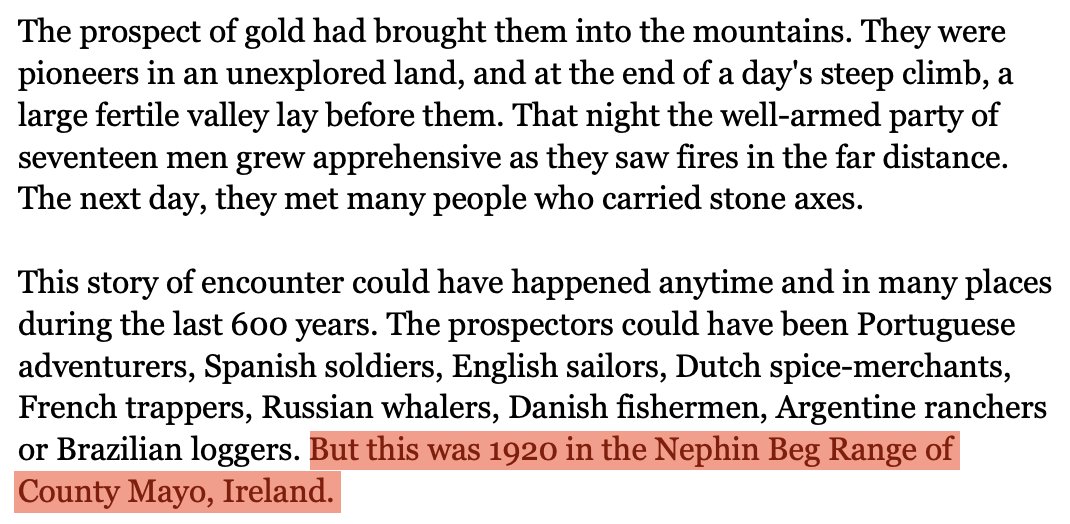 The prospect of gold had brought them into the mountains. They were
pioneers in an unexplored land, and at the end of a day's steep climb, a
large fertile valley lay before them. That night the well-armed party of
seventeen men grew apprehensive as they saw fires in the far distance.
The next day, they met many people who carried stone axes.
This story of encounter could have happened anytime and in many places
during the last 600 years. The prospectors could have been Portuguese
adventurers, Spanish soldiers, English sailors, Dutch spice-merchants,
French trappers, Russian whalers, Danish fishermen, Argentine ranchers
or Brazilian loggers. But this was 1920 in the Nephin Beg Range of
County Mayo, Ireland.